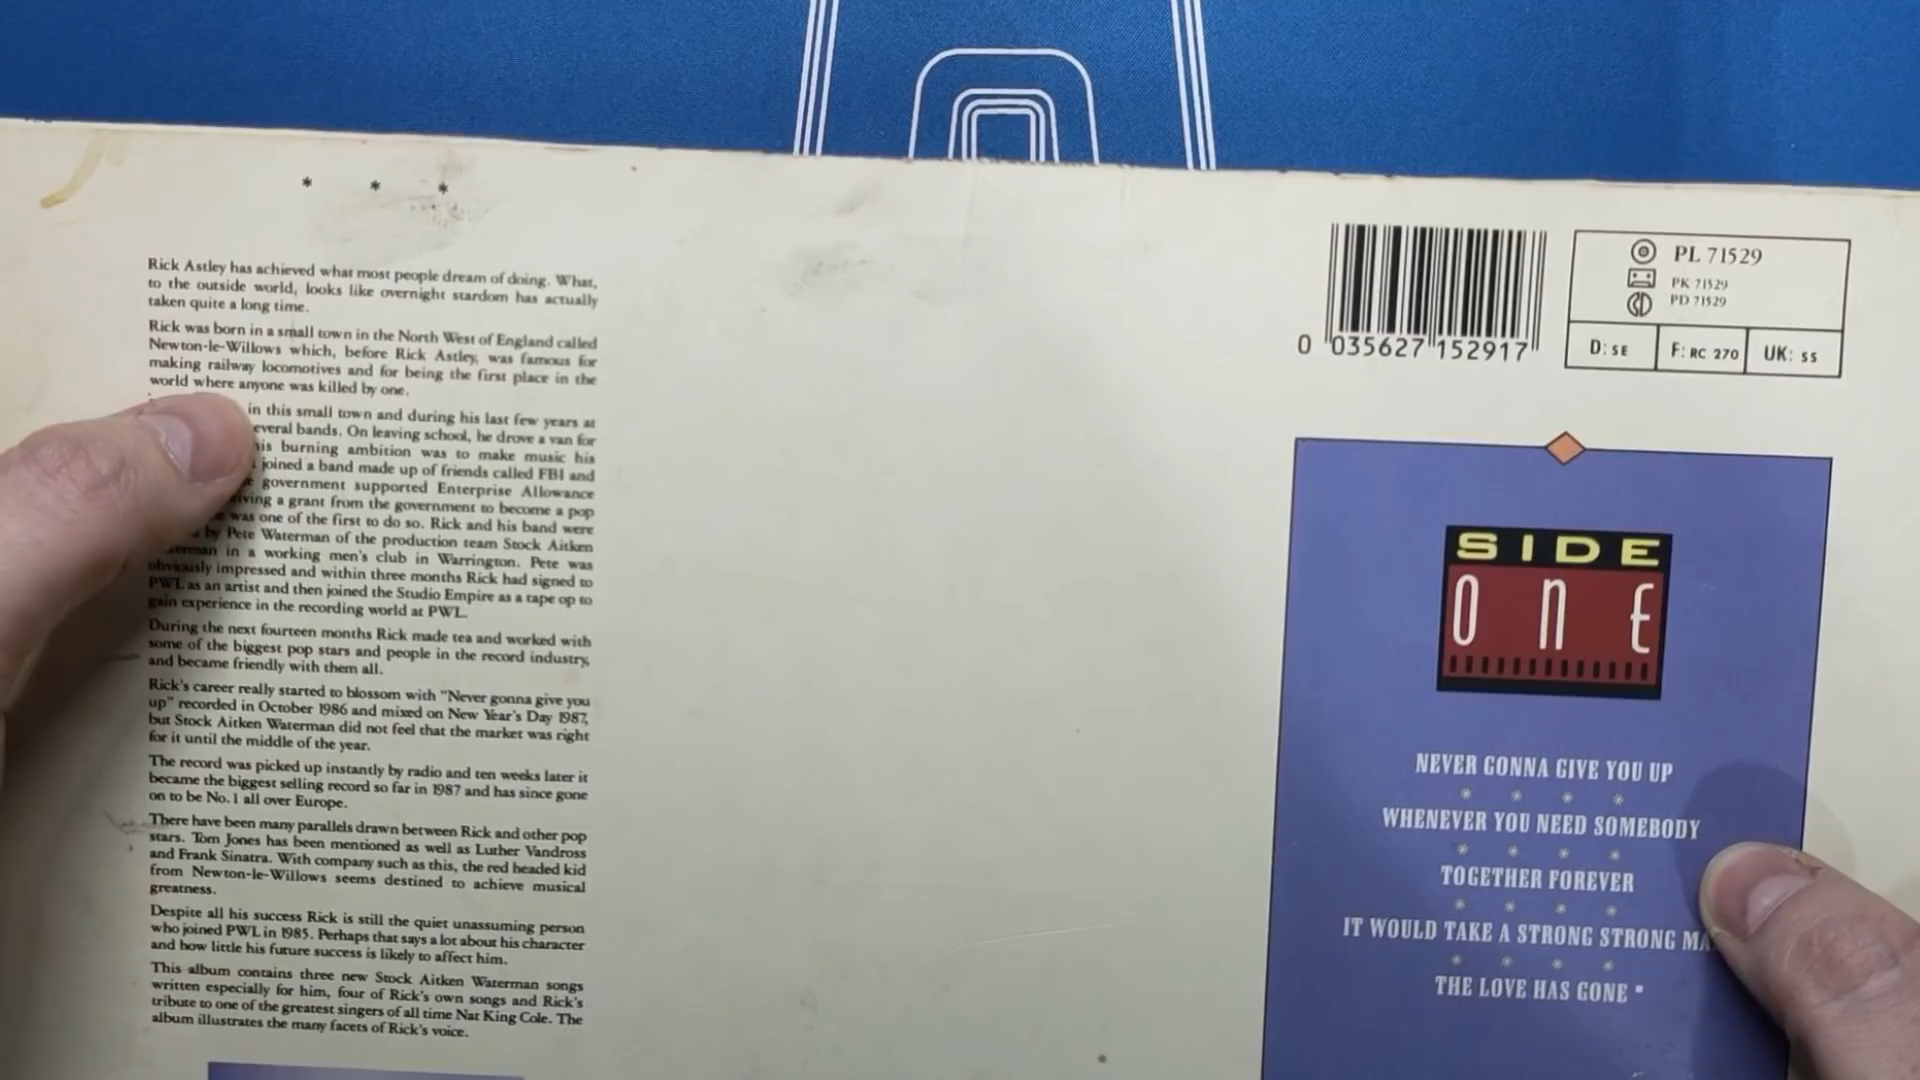 * * *
Rick Astley has achieved what most people dream of doing. What,
to the outside world, looks like overnight stardom has actually
taken quite a long time.
Rick was born in a small town in the North West of England called
Newton-le-Willows which, before Rick Astley, was famous for
making railway locomotives and for being the first place in the
world where anyone was killed by one.
in this small town and during his last few years at
everal bands. On leaving school, he drove a van for
his burning ambition was to make music his
joined a band made up of friends called FBI and
government supported Enterprise Allowance
a grant from the government to become a pop
was one of the first to do so. Rick and his band were
by Pete Waterman of the production team Stock Aitken
in a working men's club in Warrington. Pete was
obviously impressed and within three months Rick had signed to
PWL as an artist and then joined the Studio Empire as a tape op to
gain experience in the recording world at PWL.
During the next fourteen months Rick made tea and worked with
some of the biggest pop stars and people in the record industry,
and became friendly with them all.
Rick's career really started to blossom with "Never gonna give you
up" recorded in October 1986 and mixed on New Year's Day 1987,
but Stock Aitken Waterman did not feel that the market was right
for it until the middle of the year.
The record was picked up instantly by radio and ten weeks later it
became the biggest selling record so far in 1987 and has since gone
on to be No. 1 all over Europe.
There have been many parallels drawn between Rick and other pop
stars. Tom Jones has been mentioned as well as Luther Vandross
and Frank Sinatra. With company such as this, the red headed kid
from Newton-le-Willows seems destined to achieve musical
greatness.
Despite all his success Rick is still the quiet unassuming person
who joined PWL in 1985. Perhaps that says a lot about his character
and how little his future success is likely to affect him.
This album contains three new Stock Aitken Waterman songs
written especially for him, four of Rick's own songs and Rick's
tribute to one of the greatest singers of all time Nat King Cole. The
album illustrates the many facets of Rick's voice.
0 035627 152917
PL 71529
PK 71529
PD 71529
D: SE F: RC 270 UK: SS
SIDE
ONE
NEVER GONNA GIVE YOU UP
* * * *
WHENEVER YOU NEED SOMEBODY
* * * *
TOGETHER FOREVER
* * * *
IT WOULD TAKE A STRONG STRONG MA
* * * *
THE LOVE HAS GONE *